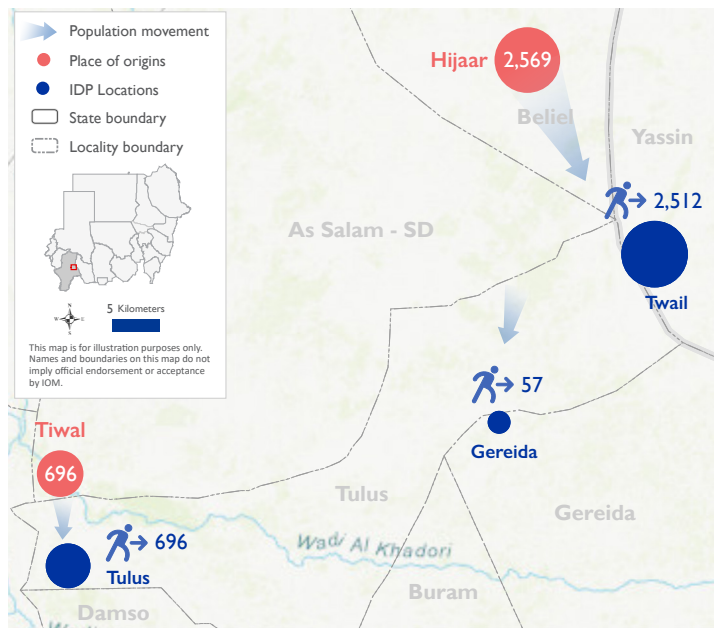 Population movement
Place of origins
IDP Locations
State boundary
Locality boundary
N
W
E
S
5 Kilometers
This map is for illustration purposes only.
Names and boundaries on this map do not
imply official endorsement or acceptance
by IOM.
Hijaar
2,569
Beliel
Yassin
2,512
As Salam - SD
Twail
57
Gereida
Tiwal
696
Tulus
Gereida
Wadi Al Khadori
696
Tulus
Buram
Damso